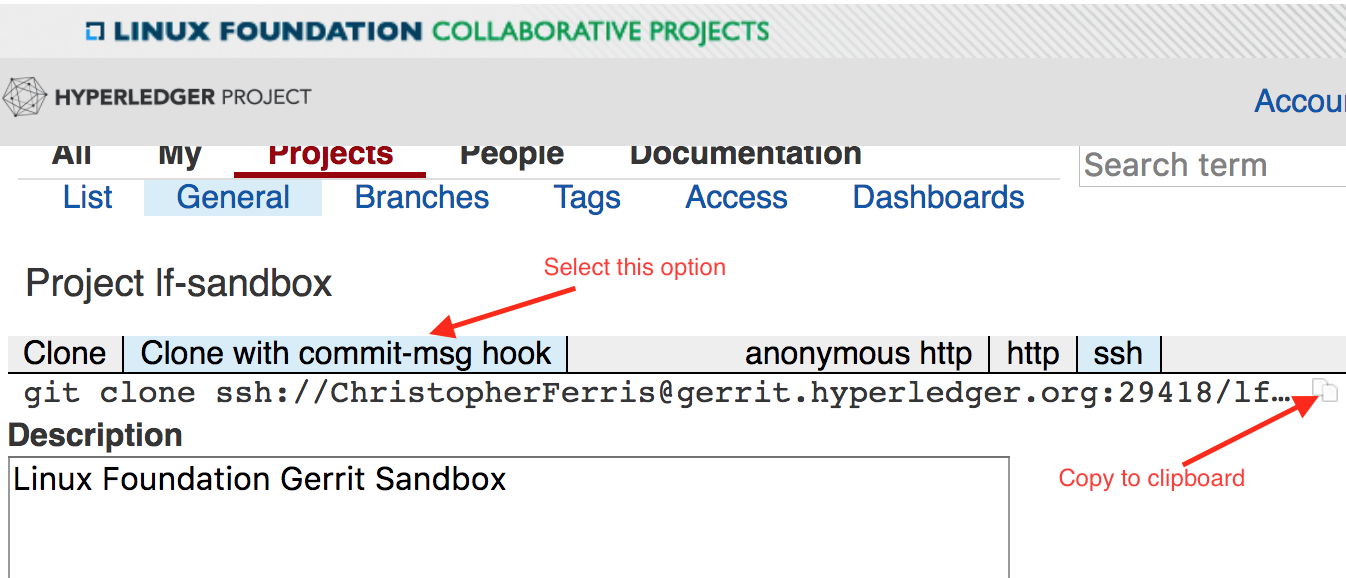 LINUX FOUNDATION COLLABORATIVE PROJECTS
HYPERLEDGER PROJECT
Accou
All My Projects People Documentation
Search term
List General Branches Tags Access Dashboards
Select this option
Project lf-sandbox
Clone Clone with commit-msg hook anonymous http http ssh
git clone ssh://ChristopherFerris@gerrit.hyperledger.org:29418/lf…
Description
Linux Foundation Gerrit Sandbox
Copy to clipboard